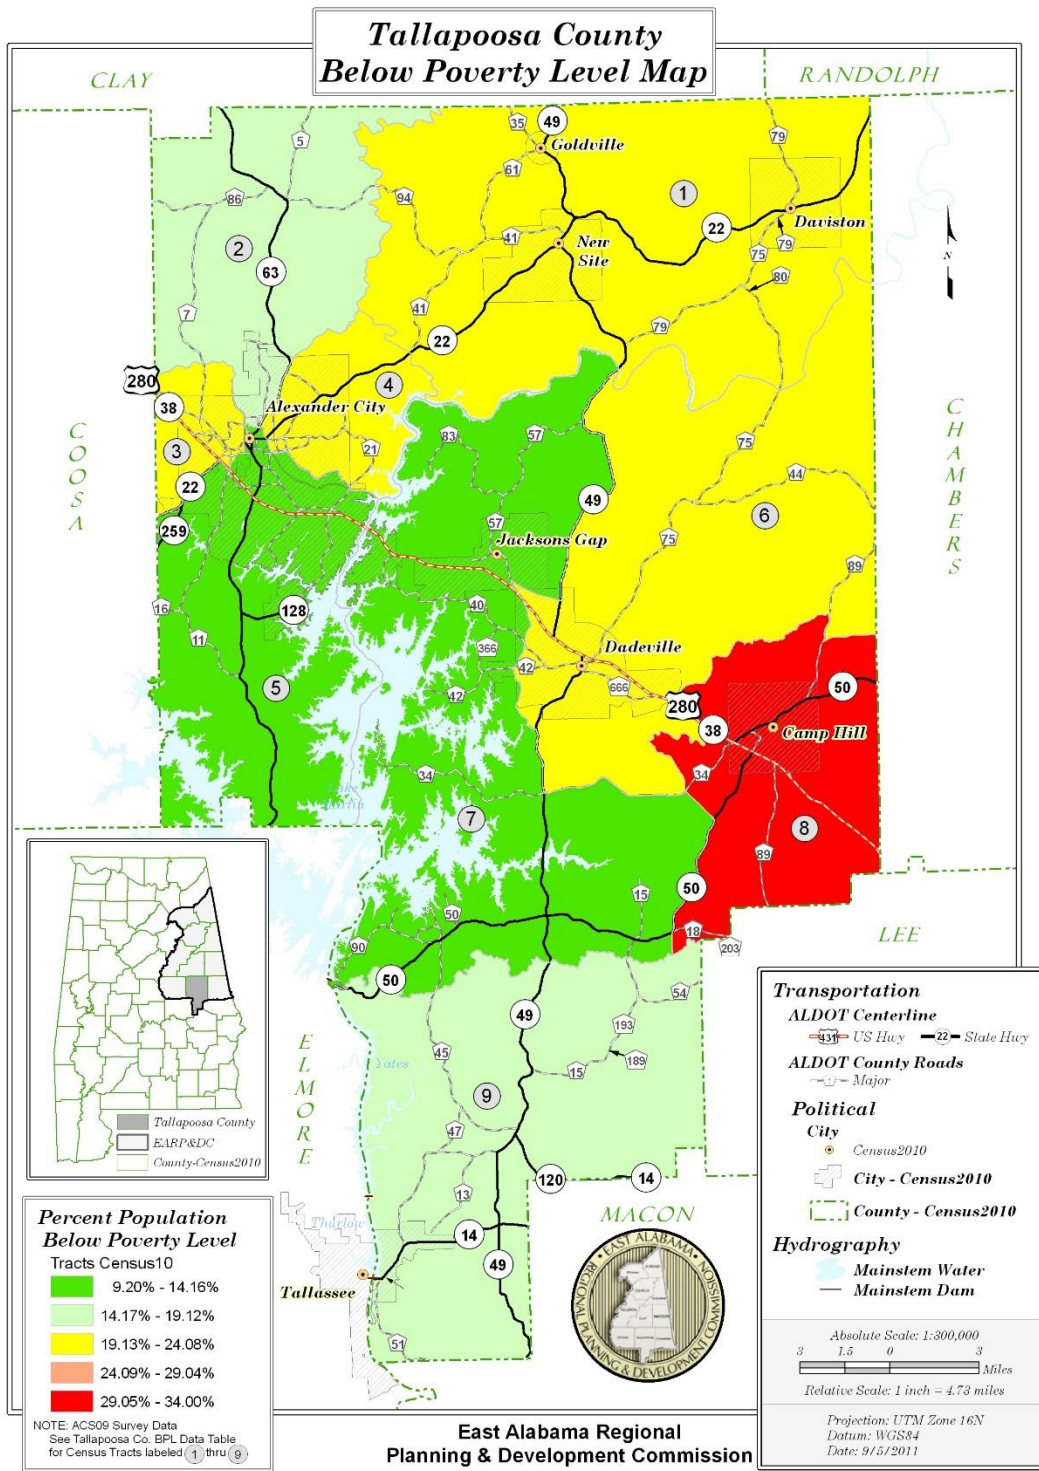 Tallapoosa County
Below Poverty Level Map
CLAY
RANDOLPH
COOSA
CHAMBERS
LEE
ELMORE
MACON
N
5
35
49
Goldville
79
61
1
86
94
2
41
New
Site
22
Daviston
79
75
80
63
7
41
79
22
280
4
38
Alexander City
83
57
21
75
3
44
22
49
6
259
57
Jacksons Gap
75
89
16
128
40
11
366
Dadeville
42
666
5
42
280
50
38
Camp Hill
34
34
Lake
Martin
7
8
89
50
15
50
18
203
90
50
54
49
193
45
189
Yates
15
9
47
120
14
13
Thurlow
14
49
Tallassee
51
Tallapoosa County
EARP&DC
County-Census2010
Percent Population
Below Poverty Level
Tracts Census10
9.20% - 14.16%
14.17% - 19.12%
19.13% - 24.08%
24.09% - 29.04%
29.05% - 34.00%
NOTE: ACS09 Survey Data
See Tallapoosa Co. BPL Data Table
for Census Tracts labeled 1 thru 9
EAST ALABAMA
REGIONAL PLANNING & DEVELOPMENT COMMISSION
East Alabama Regional
Planning & Development Commission
Transportation
ALDOT Centerline
431 US Hwy 22 State Hwy
ALDOT County Roads
Major
Political
City
Census2010
City - Census2010
County - Census2010
Hydrography
Mainstem Water
Mainstem Dam
Absolute Scale: 1:300,000
3 1.5 0 3
Miles
Relative Scale: 1 inch = 4.73 miles
Projection: UTM Zone 16N
Datum: WGS84
Date: 9/5/2011